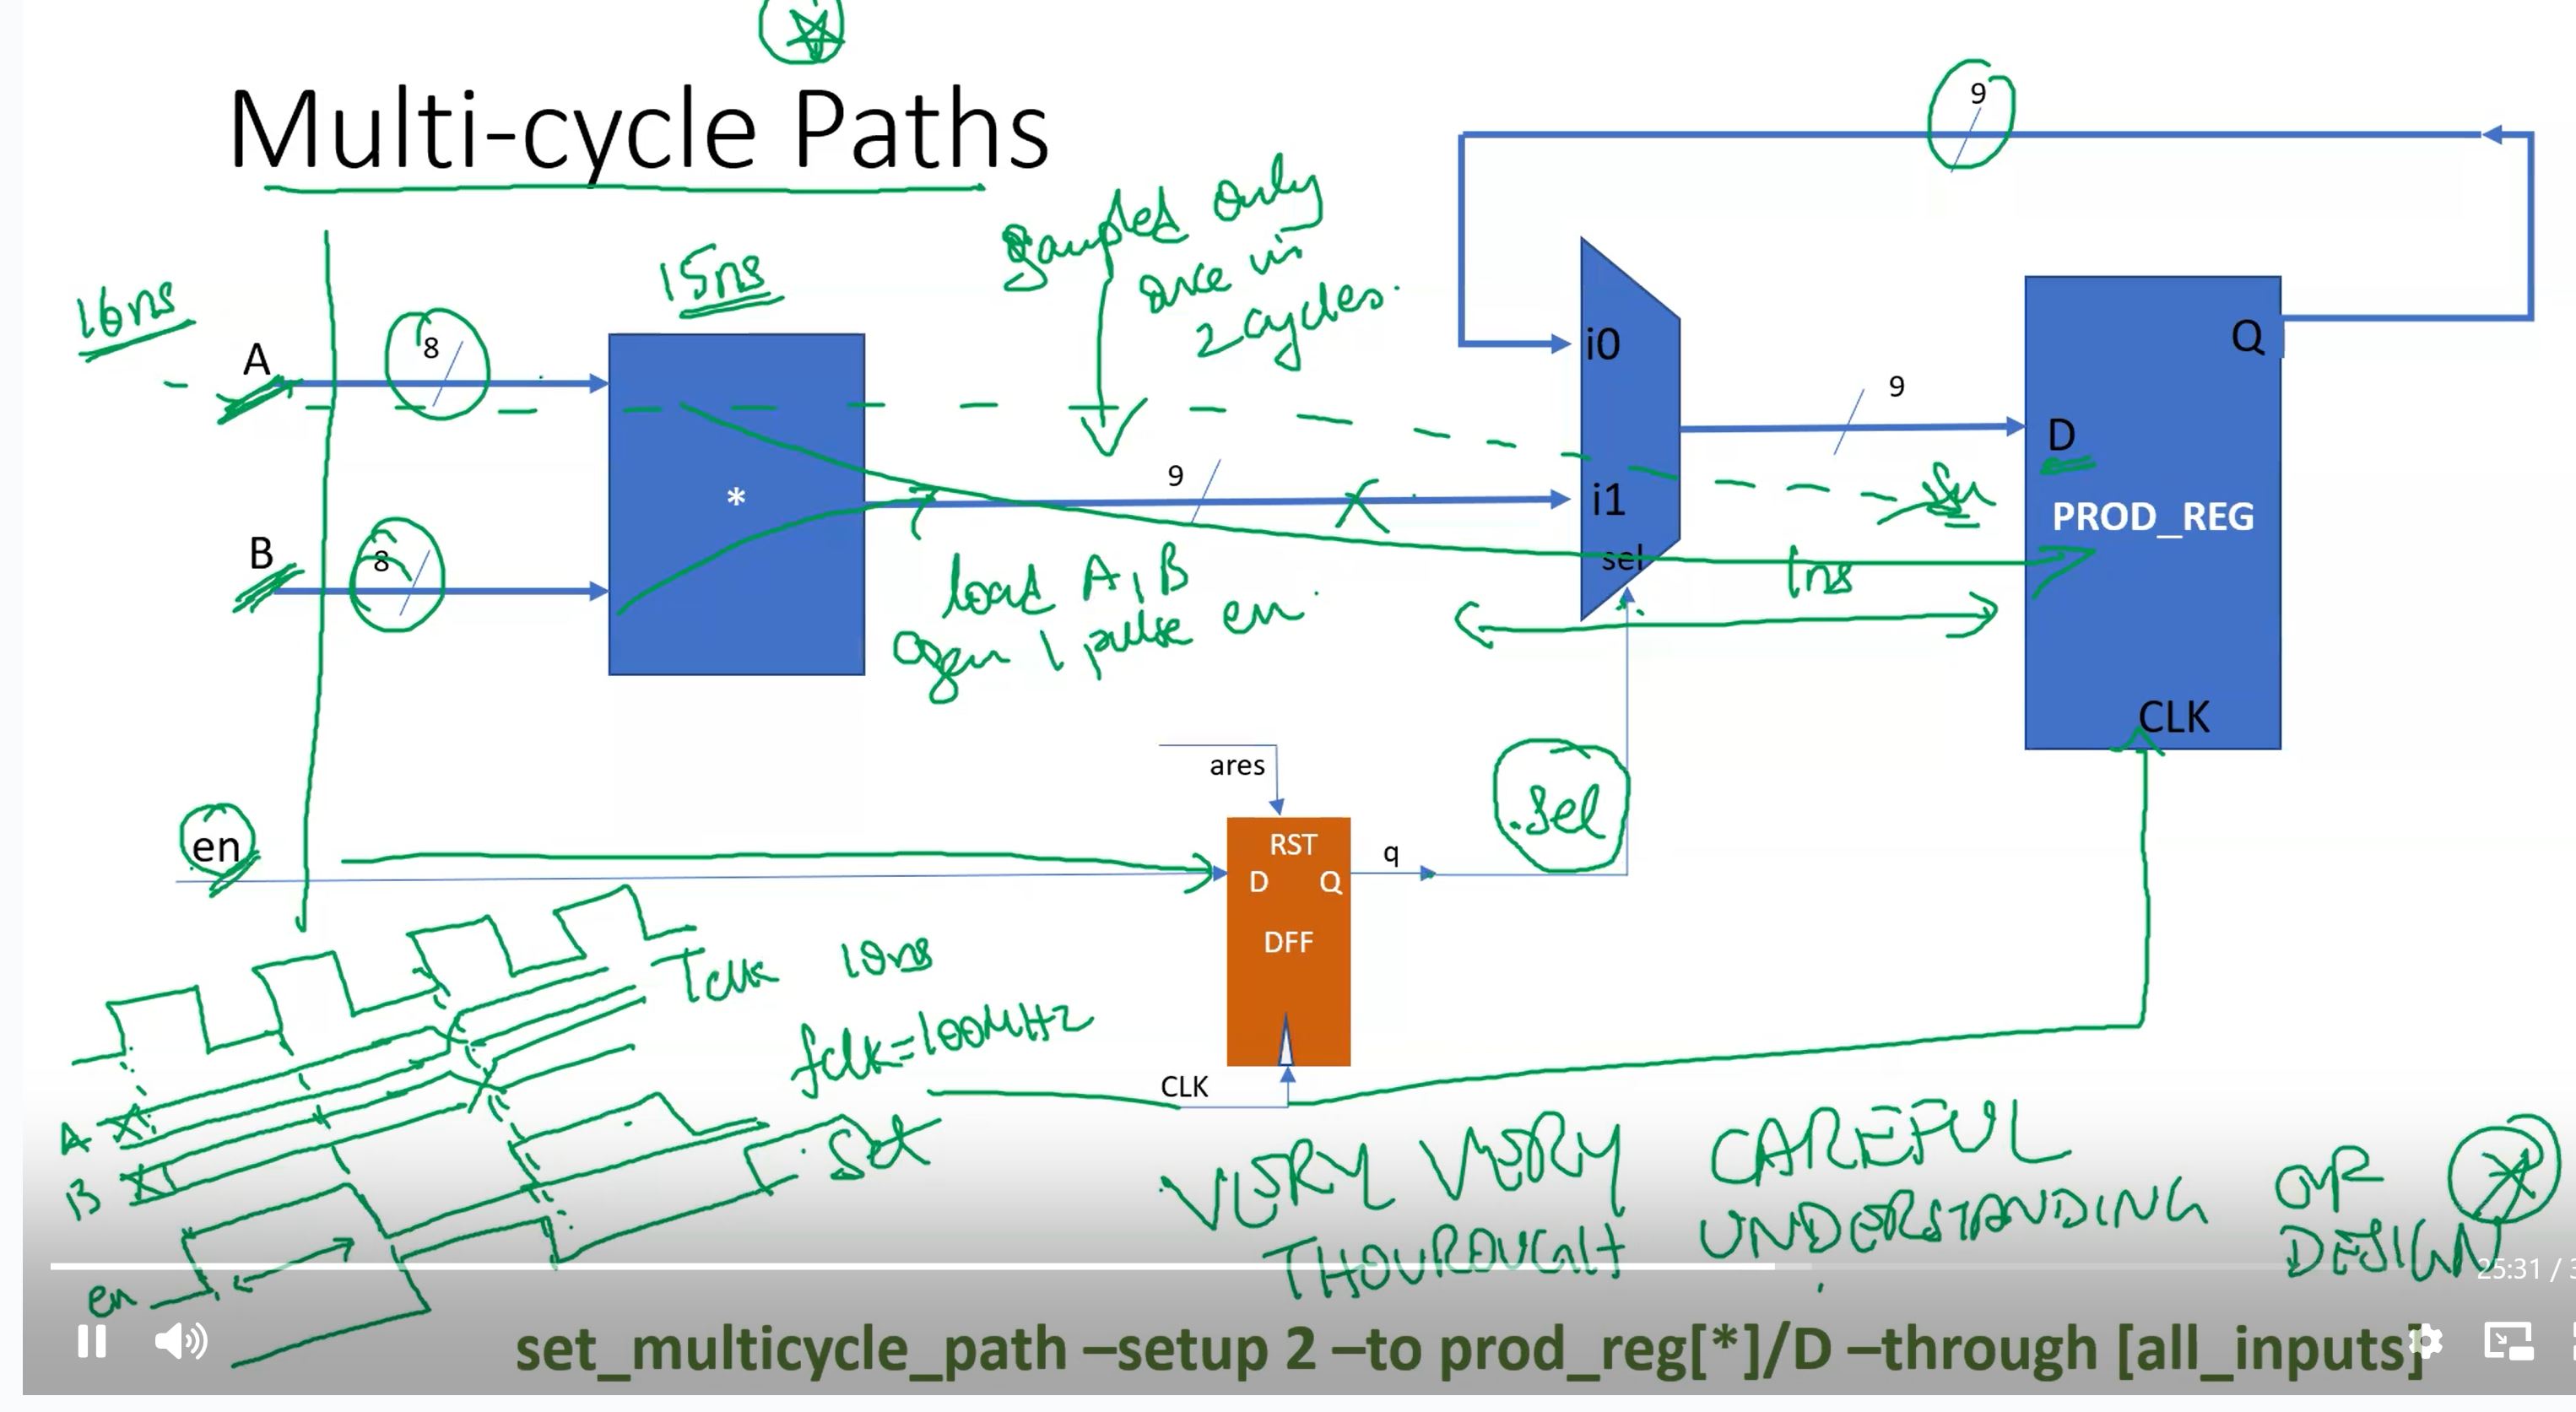 Multi-cycle Paths
9
sampled only
once in
2 cycles.
16ns
15ns
A
8
i0
Q
9
D
9
*
i1
PROD_REG
B
8
sel
1ns
load A, B
gen 1 pulse en
CLK
ares
sel
en
RST
D Q
q
DFF
Tclk 10ns
fclk=100MHz
CLK
A
B
Sel
en
VERY VERY CAREFUL
THOUROUGH UNDERSTANDING OF
DESIGN
25:31 / 3
set_multicycle_path –setup 2 –to prod_reg[*]/D –through [all_inputs]